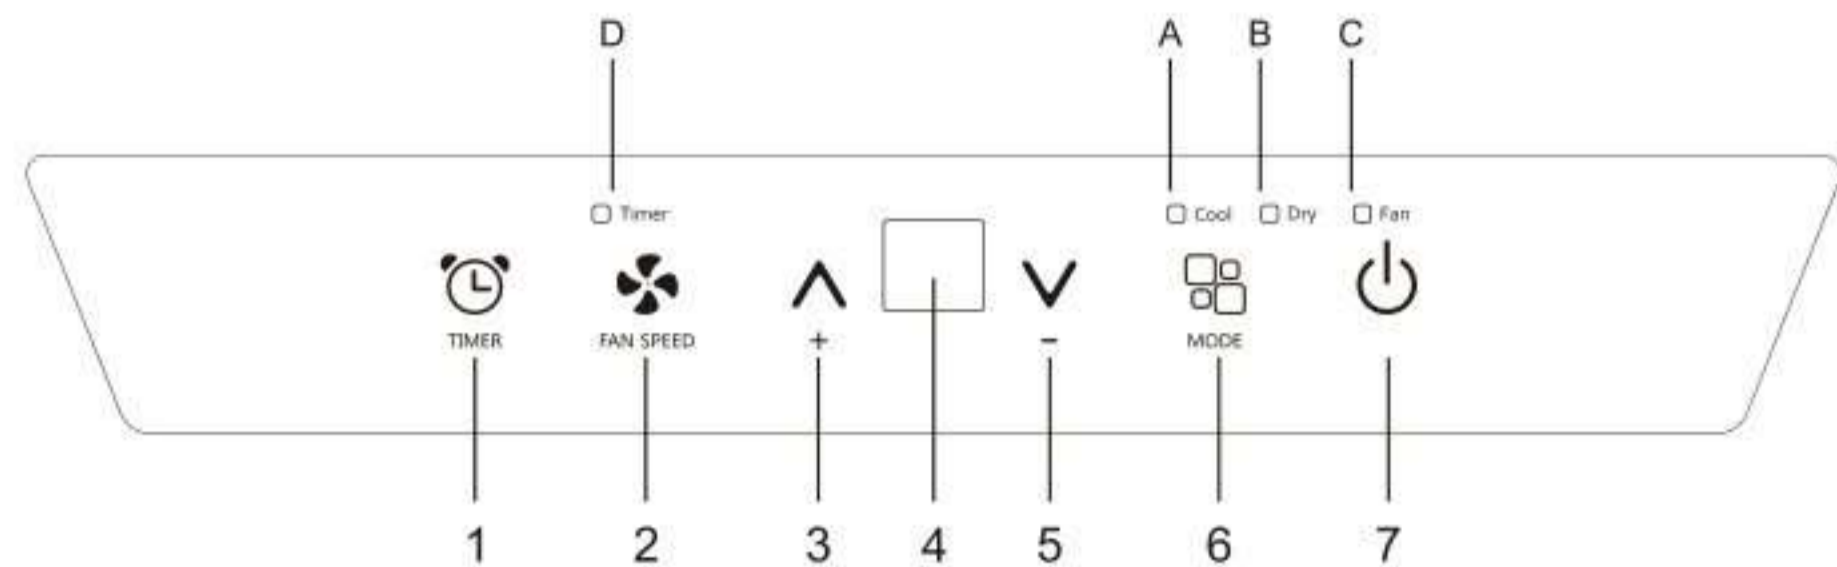 D A B C
Timer Cool Dry Fan
TIMER FAN SPEED + - MODE
1 2 3 4 5 6 7